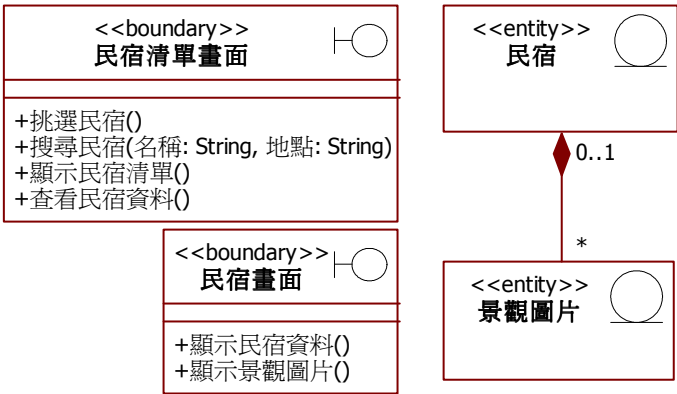 <<boundary>>
民宿清單畫面
+挑選民宿()
+搜尋民宿(名稱: String, 地點: String)
+顯示民宿清單()
+查看民宿資料()
<<boundary>>
民宿畫面
+顯示民宿資料()
+顯示景觀圖片()
<<entity>>
民宿
0..1
*
<<entity>>
景觀圖片